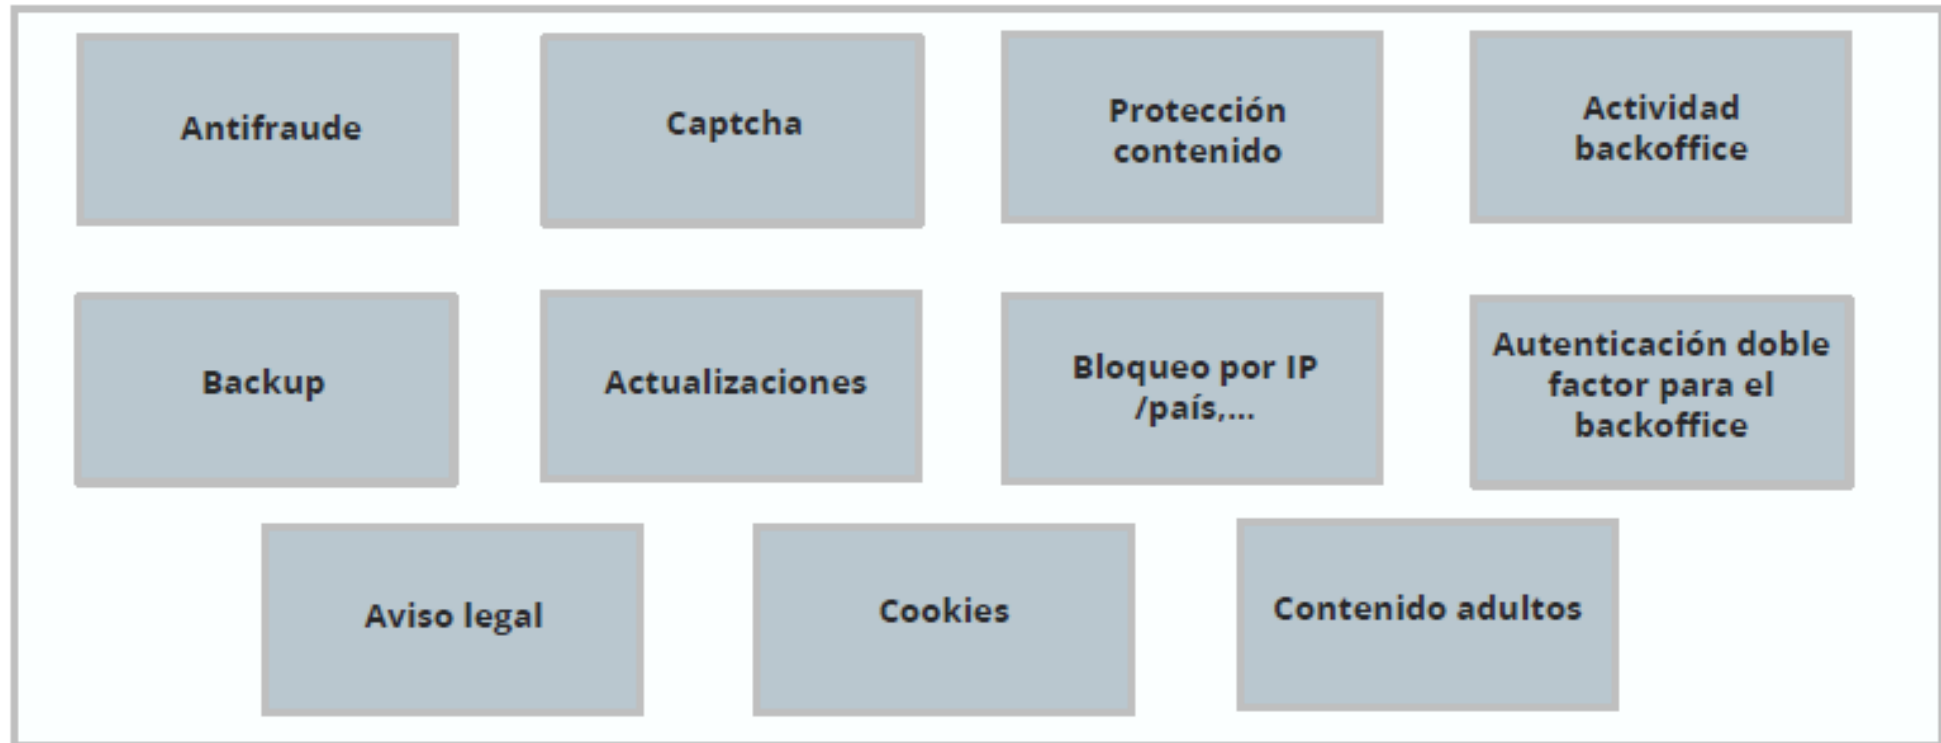 Antifraude
Captcha
Protección
contenido
Actividad
backoffice
Backup
Actualizaciones
Bloqueo por IP
/país,...
Autenticación doble
factor para el
backoffice
Aviso legal
Cookies
Contenido adultos